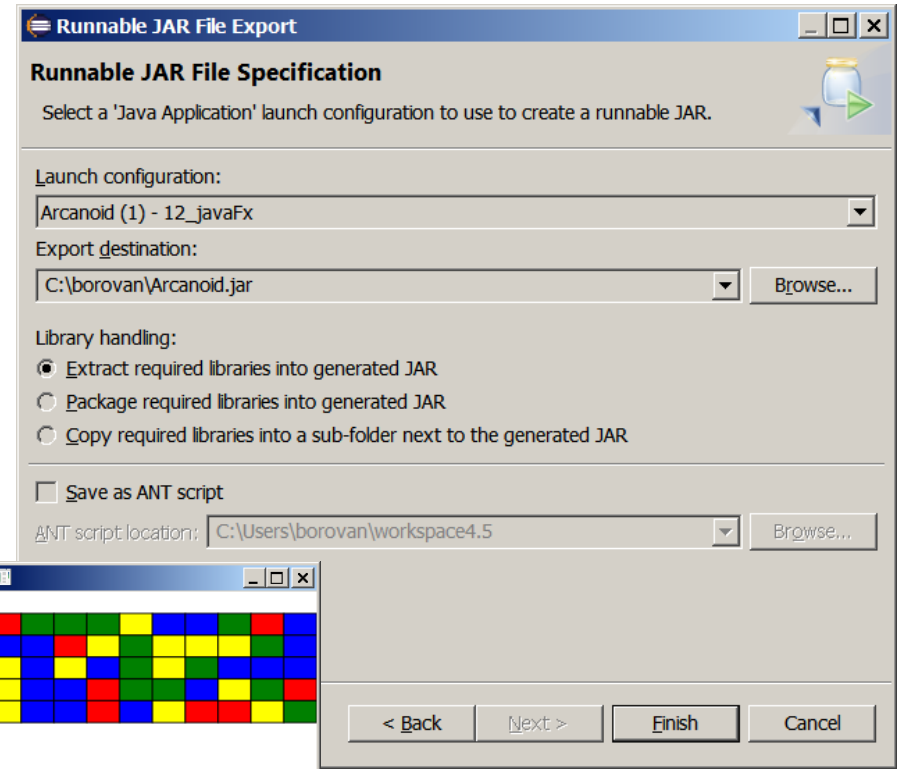 Runnable JAR File Export
Runnable JAR File Specification
Select a 'Java Application' launch configuration to use to create a runnable JAR.
Launch configuration:
Arcanoid (1) - 12_javaFx
Export destination:
C:\borovan\Arcanoid.jar
Browse...
Library handling:
Extract required libraries into generated JAR
Package required libraries into generated JAR
Copy required libraries into a sub-folder next to the generated JAR
Save as ANT script
ANT script location: C:\Users\borovan\workspace4.5 Browse...
< Back Next > Finish Cancel